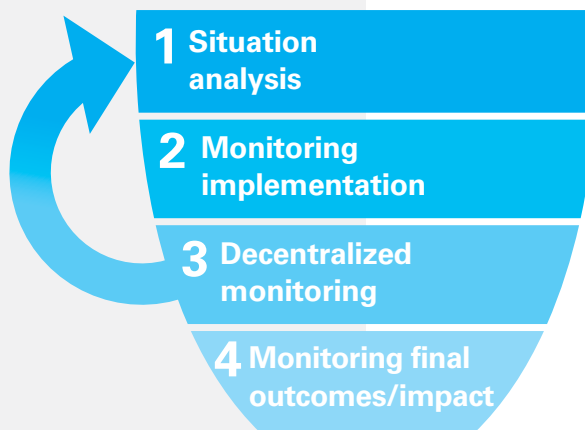 1 Situation
analysis
2 Monitoring
implementation
3 Decentralized
monitoring
4 Monitoring final
outcomes/impact